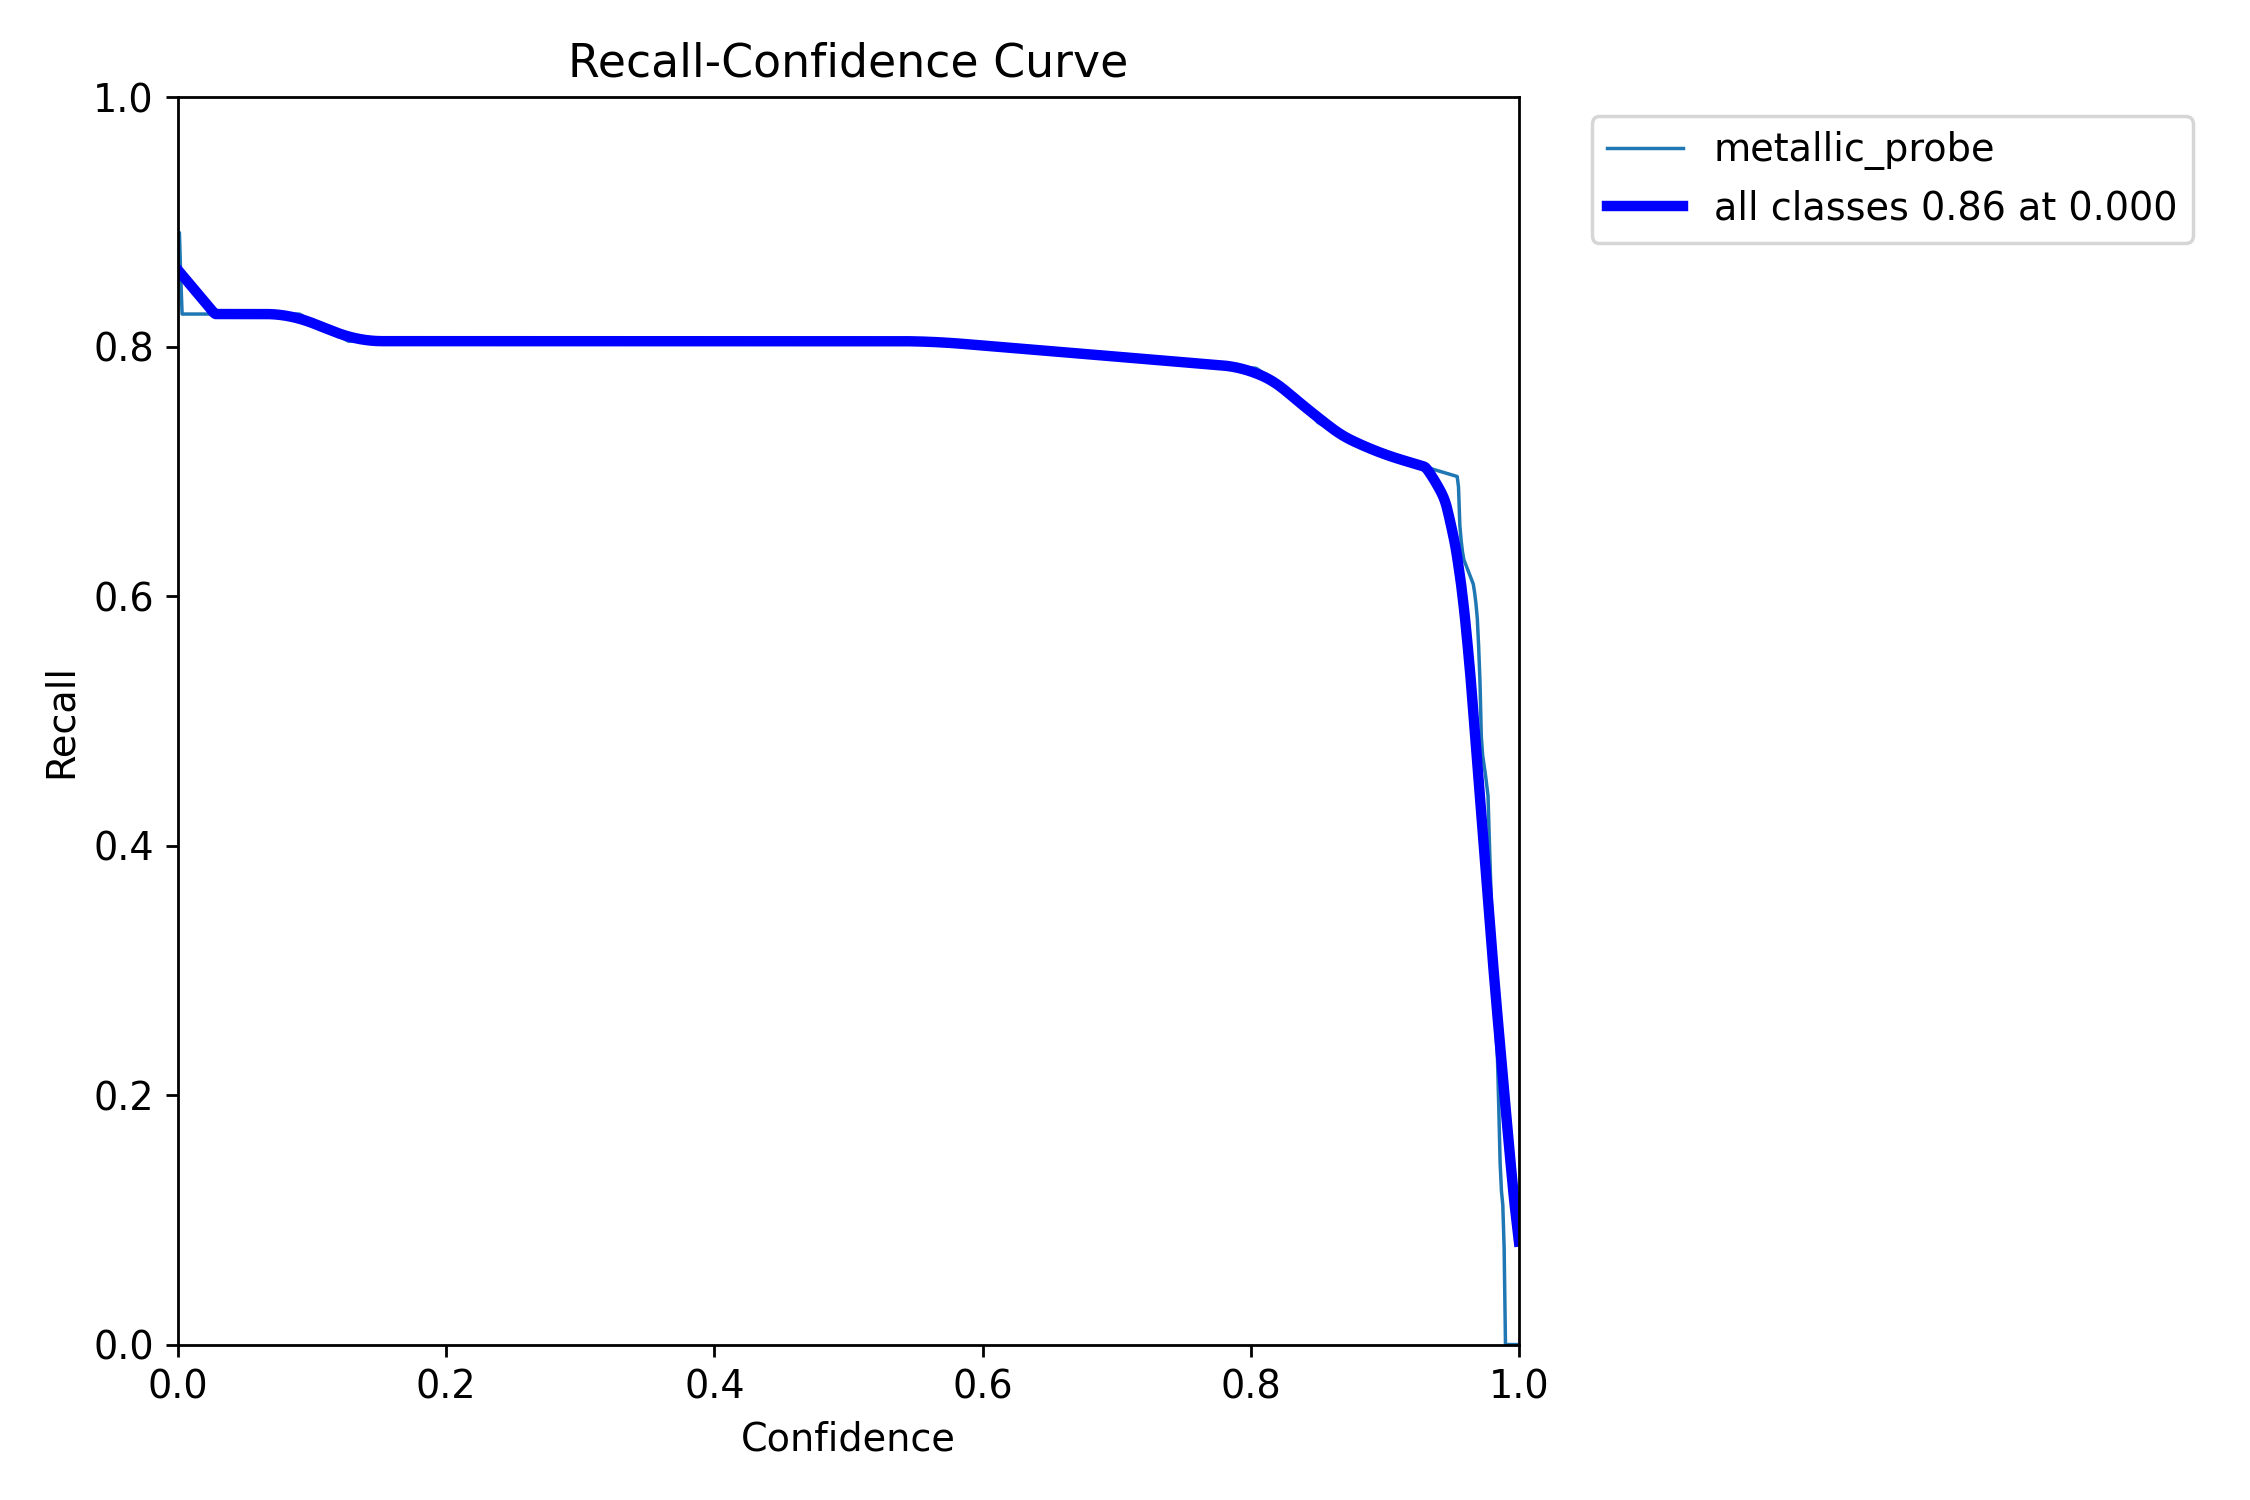 Recall-Confidence Curve
1.0
0.8
0.6
0.4
0.2
0.0
Recall
0.0 0.2 0.4 0.6 0.8 1.0
Confidence
metallic_probe
all classes 0.86 at 0.000